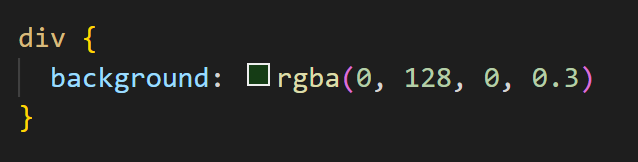 div {
  background: rgba(0, 128, 0, 0.3)
}